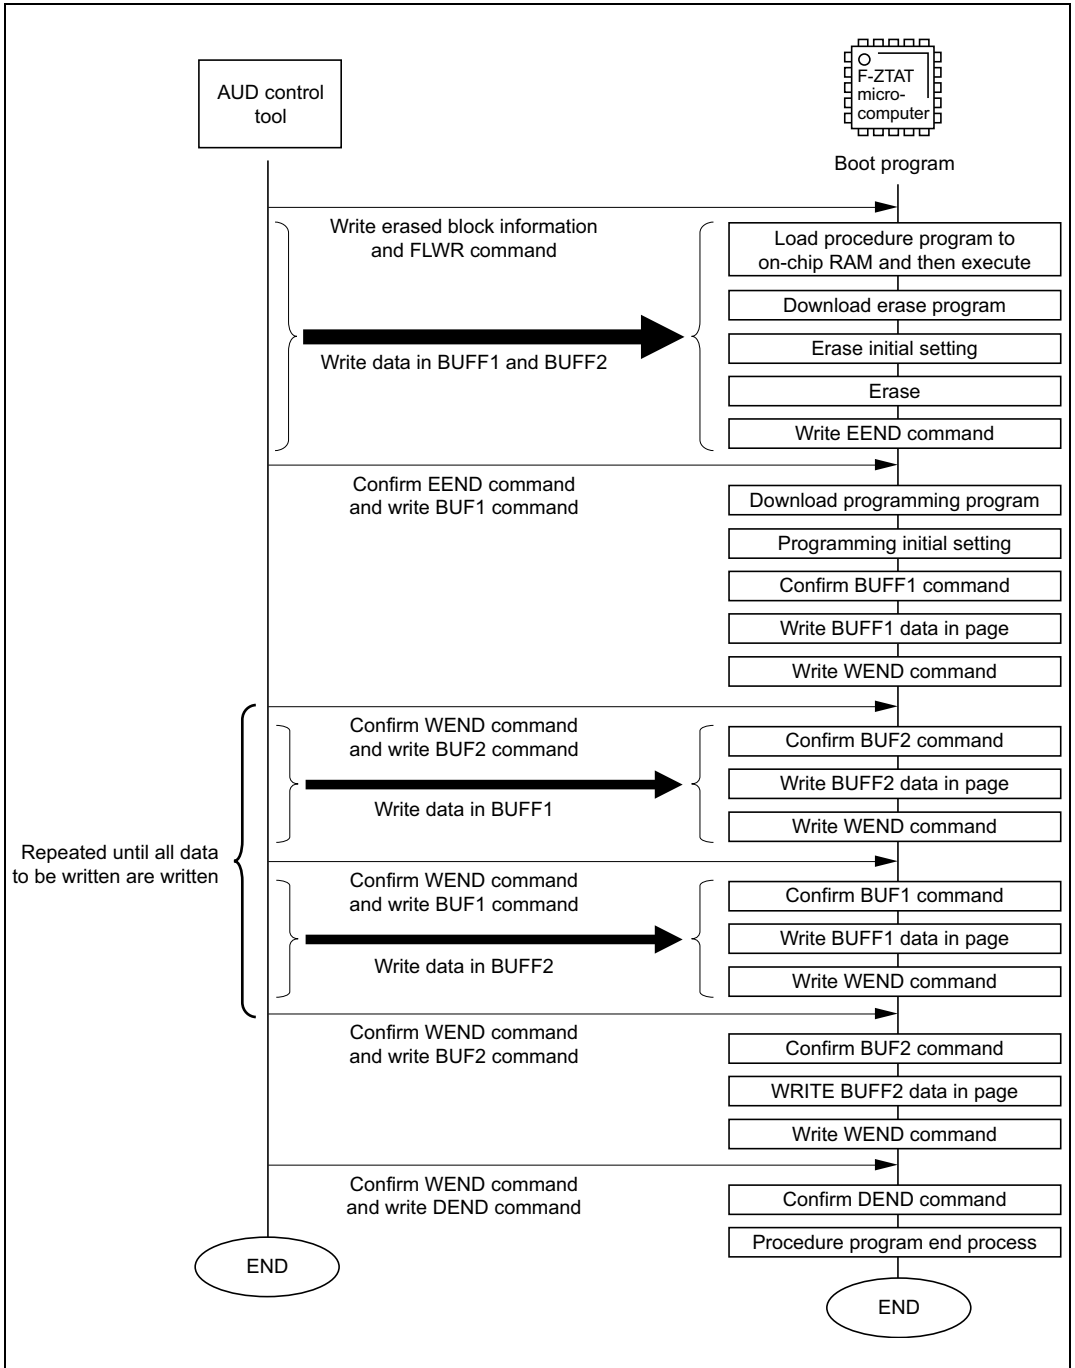 AUD control
tool
F-ZTAT
micro-
computer
Boot program
Write erased block information
and FLWR command
Load procedure program to
on-chip RAM and then execute
Download erase program
Write data in BUFF1 and BUFF2
Erase initial setting
Erase
Write EEND command
Confirm EEND command
and write BUF1 command
Download programming program
Programming initial setting
Confirm BUFF1 command
Write BUFF1 data in page
Write WEND command
Confirm WEND command
and write BUF2 command
Confirm BUF2 command
Write BUFF2 data in page
Write data in BUFF1
Write WEND command
Repeated until all data
to be written are written
Confirm WEND command
and write BUF1 command
Confirm BUF1 command
Write BUFF1 data in page
Write data in BUFF2
Write WEND command
Confirm WEND command
and write BUF2 command
Confirm BUF2 command
WRITE BUFF2 data in page
Write WEND command
Confirm WEND command
and write DEND command
Confirm DEND command
Procedure program end process
END
END